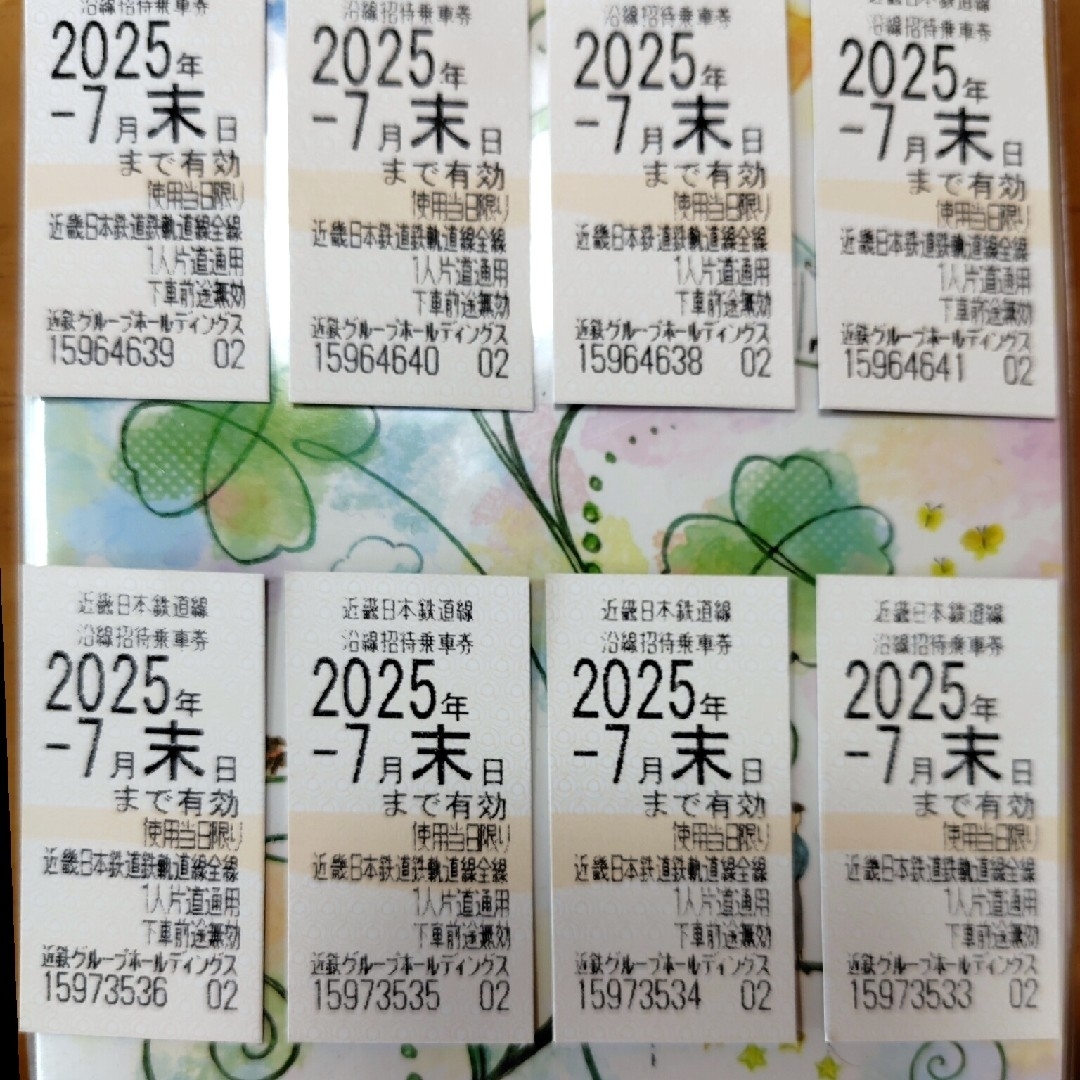 沿線招待乗車券
2025年
-7月末日
まで有効
使用当日限り
近畿日本鉄道鉄軌道線全線
1人片道通用
下車前途無効
近鉄グループホールディングス
15964639 02
沿線招待乗車券
2025年
-7月末日
まで有効
使用当日限り
近畿日本鉄道鉄軌道線全線
1人片道通用
下車前途無効
近鉄グループホールディングス
15964640 02
沿線招待乗車券
2025年
-7月末日
まで有効
使用当日限り
近畿日本鉄道鉄軌道線全線
1人片道通用
下車前途無効
近鉄グループホールディングス
15964638 02
近畿日本鉄道線
沿線招待乗車券
2025年
-7月末日
まで有効
使用当日限り
近畿日本鉄道鉄軌道線全線
1人片道通用
下車前途無効
近鉄グループホールディングス
15964641 02
近畿日本鉄道線
沿線招待乗車券
2025年
-7月末日
まで有効
使用当日限り
近畿日本鉄道鉄軌道線全線
1人片道通用
下車前途無効
近鉄グループホールディングス
15973536 02
近畿日本鉄道線
沿線招待乗車券
2025年
-7月末日
まで有効
使用当日限り
近畿日本鉄道鉄軌道線全線
1人片道通用
下車前途無効
近鉄グループホールディングス
15973535 02
近畿日本鉄道線
沿線招待乗車券
2025年
-7月末日
まで有効
使用当日限り
近畿日本鉄道鉄軌道線全線
1人片道通用
下車前途無効
近鉄グループホールディングス
15973534 02
近畿日本鉄道線
沿線招待乗車券
2025年
-7月末日
まで有効
使用当日限り
近畿日本鉄道鉄軌道線全線
1人片道通用
下車前途無効
近鉄グループホールディングス
15973533 02